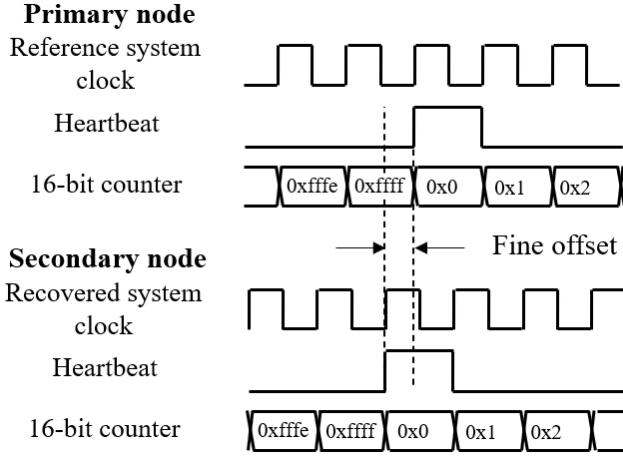 Primary node
Reference system
clock
Heartbeat
16-bit counter
0xfffe 0xffff 0x0 0x1 0x2
Fine offset
Secondary node
Recovered system
clock
Heartbeat
16-bit counter
0xfffe 0xffff 0x0 0x1 0x2